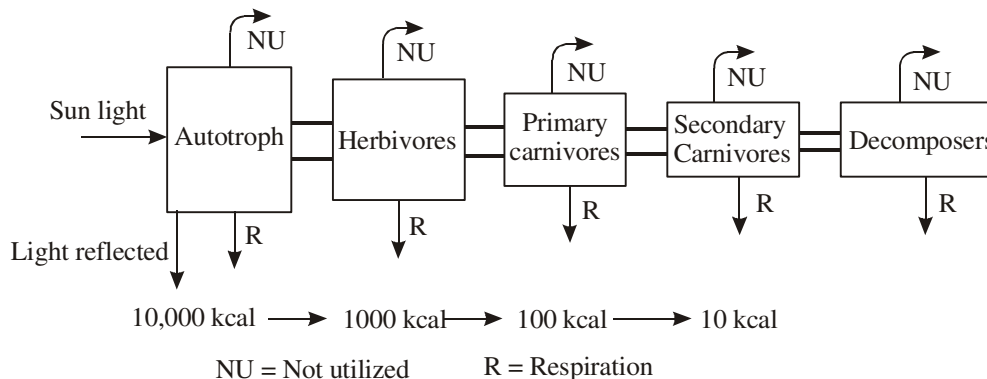 NU
NU
NU
NU
NU
Sun light
Autotroph
Herbivores
Primary
carnivores
Secondary
Carnivores
Decomposers
R
R
R
R
R
Light reflected
10,000 kcal 1000 kcal 100 kcal 10 kcal
NU = Not utilized R = Respiration